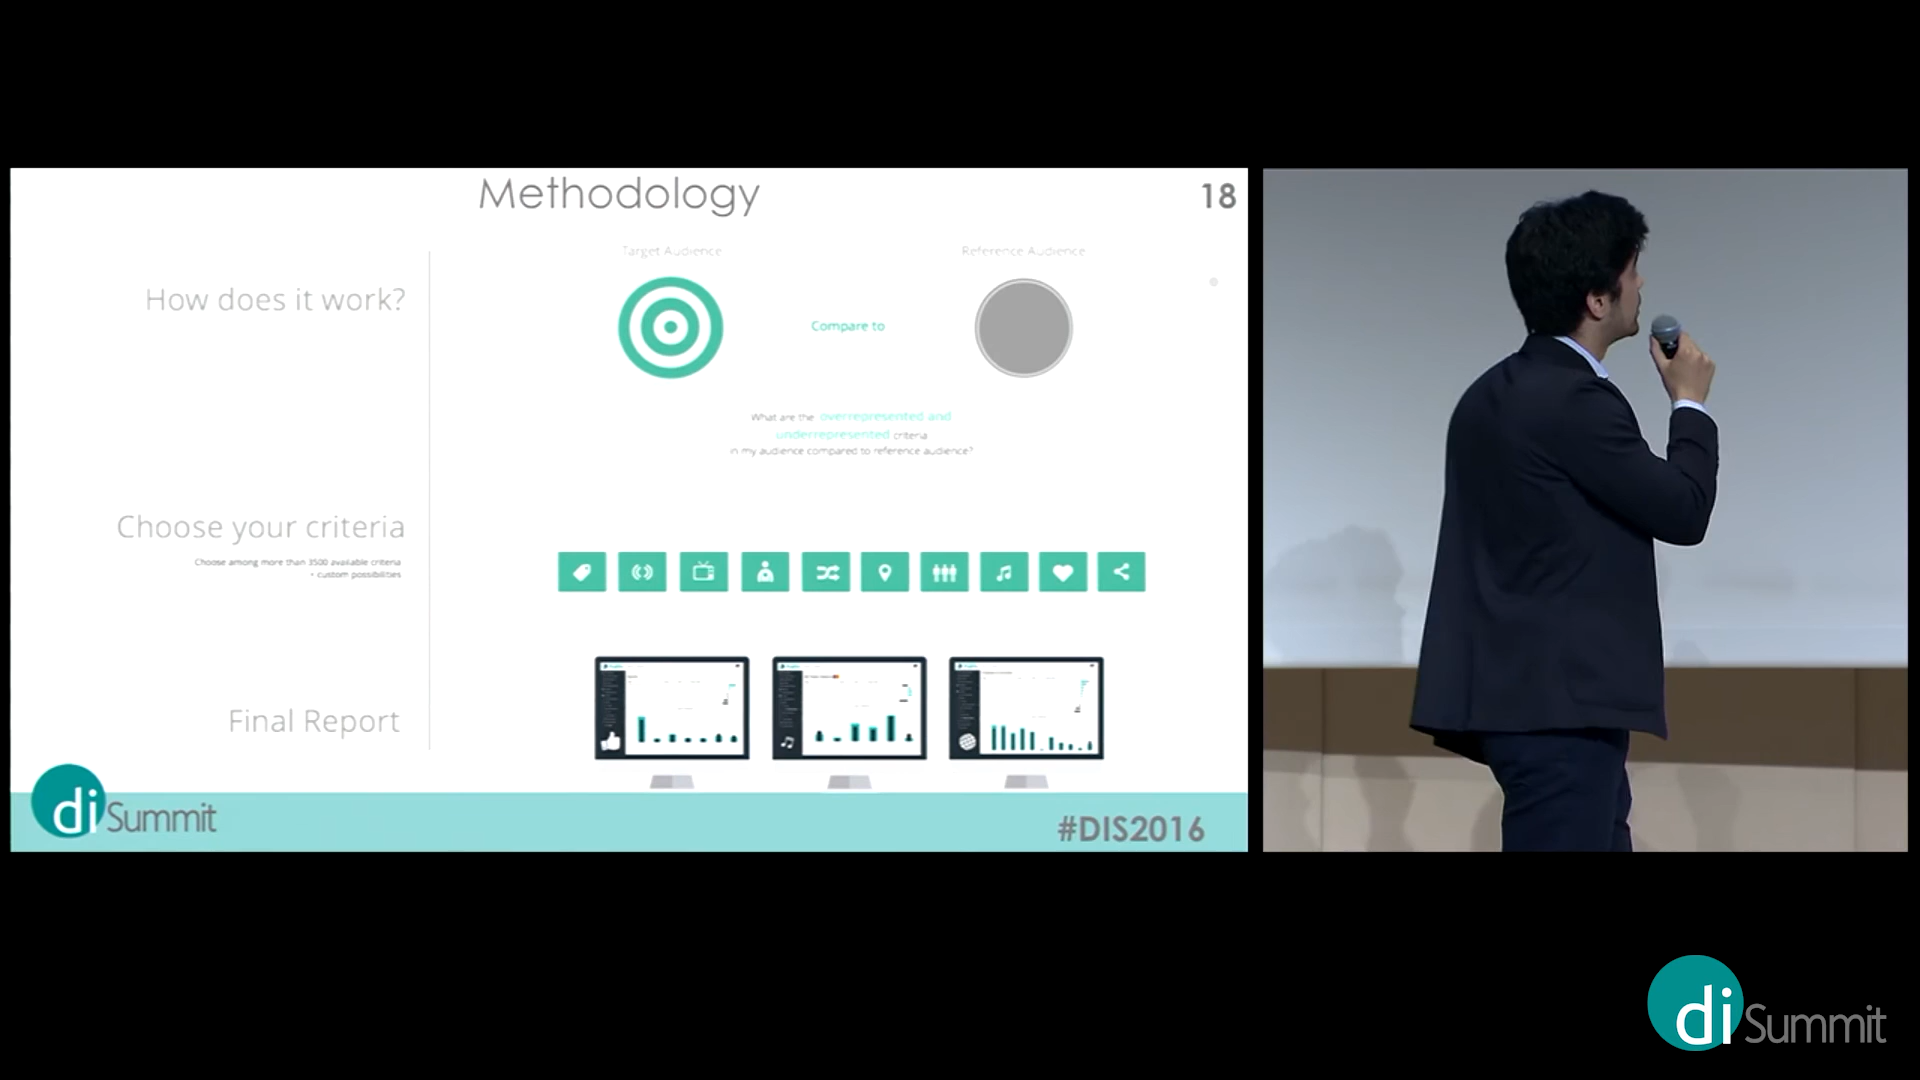 Methodology
18
How does it work?
Target Audience
Reference Audience
Compare to
What are the overrepresented and
underrepresented criteria
in my audience compared to reference audience?
Choose your criteria
Choose among more than 3500 available criteria
+ custom possibilities
Final Report
di Summit
#DIS2016
di Summit